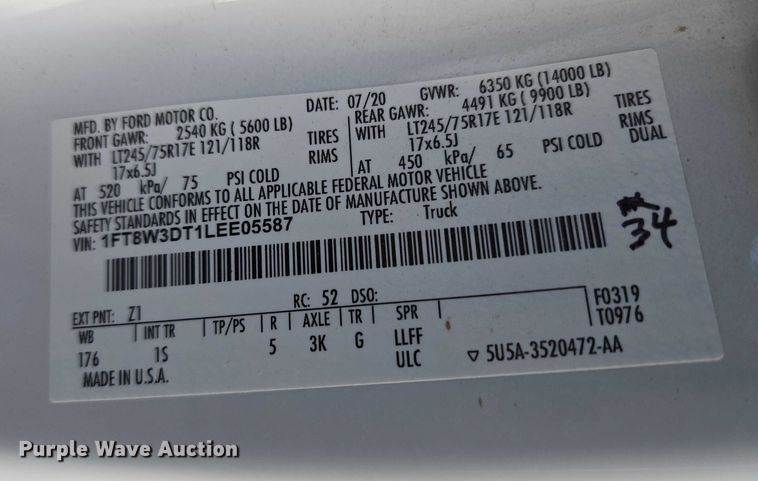 MFD. BY FORD MOTOR CO. DATE: 07/20 GVWR: 6350 KG (14000 LB)
FRONT GAWR: 2540 KG ( 5600 LB) REAR GAWR: 4491 KG ( 9900 LB)
WITH LT245/75R17E 121/118R TIRES WITH LT245/75R17E 121/118R TIRES
17x6.5J RIMS 17x6.5J RIMS
AT 520 kPa/ 75 PSI COLD AT 450 kPa/ 65 PSI COLD DUAL
THIS VEHICLE CONFORMS TO ALL APPLICABLE FEDERAL MOTOR VEHICLE
SAFETY STANDARDS IN EFFECT ON THE DATE OF MANUFACTURE SHOWN ABOVE.
VIN: 1FT8W3DT1LEE05587 TYPE: Truck
34
EXT PNT: Z1 RC: 52 DSO: F0319
WB INT TR TP/PS R AXLE TR SPR T0976
176 1S 5 3K G LLFF
ULC ▽ 5U5A-3520472-AA
MADE IN U.S.A.
Purple Wave Auction